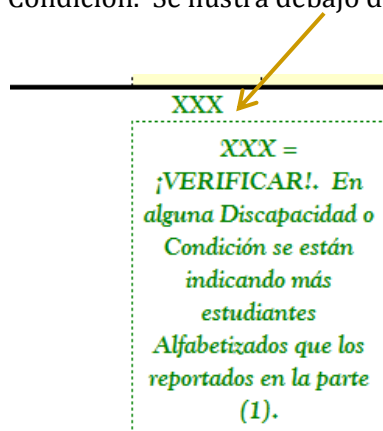 Condición. Se ilustra debajo d
XXX
XXX =
¡VERIFICAR!. En
alguna Discapacidad o
Condición se están
indicando más
estudiantes
Alfabetizados que los
reportados en la parte
(1).